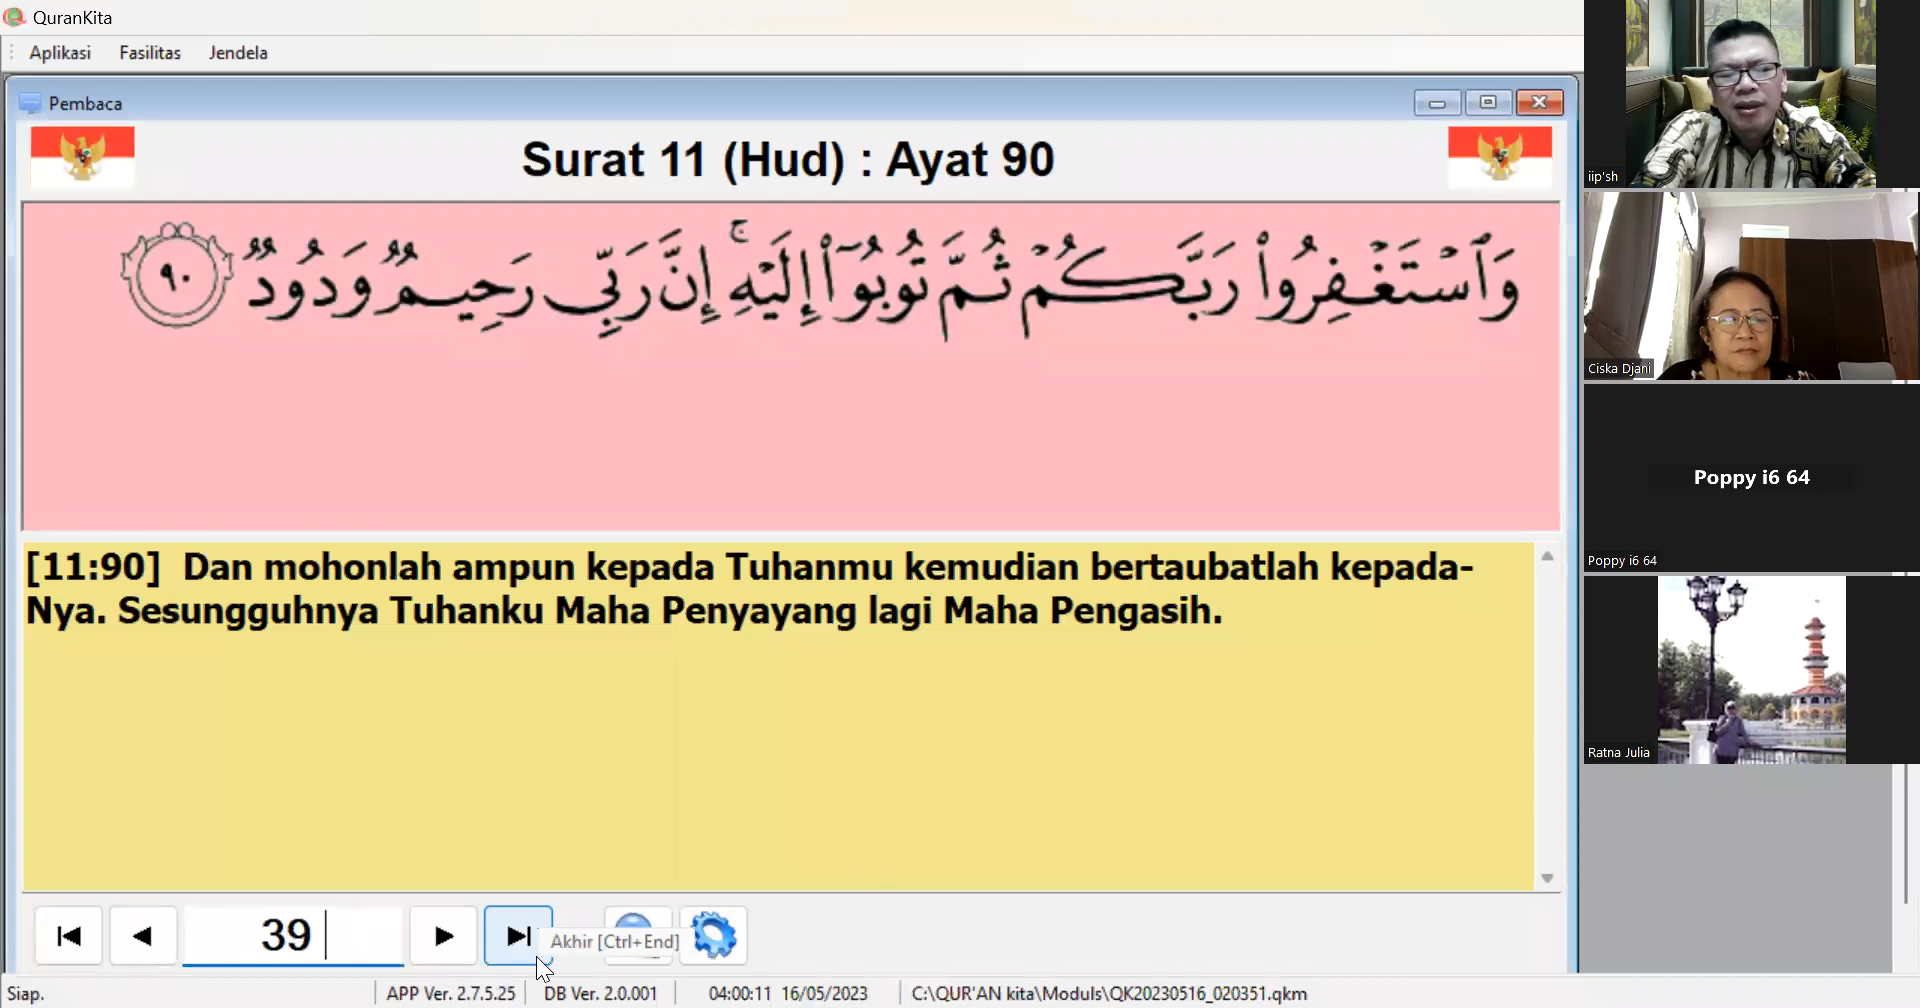 QuranKita
Aplikasi Fasilitas Jendela
Pembaca
Surat 11 (Hud) : Ayat 90
وَٱسْتَغْفِرُوا۟ رَبَّكُمْ ثُمَّ تُوبُوٓا۟ إِلَيْهِ ۚ إِنَّ رَبِّى رَحِيمٌ وَدُودٌ ٩٠
[11:90] Dan mohonlah ampun kepada Tuhanmu kemudian bertaubatlah kepada-
Nya. Sesungguhnya Tuhanku Maha Penyayang lagi Maha Pengasih.
39
Akhir [Ctrl+End]
Siap. APP Ver. 2.7.5.25 DB Ver. 2.0.001 04:00:11 16/05/2023 C:\QUR'AN kita\Moduls\QK20230516_020351.qkm
iip'sh
Ciska Djani
Poppy i6 64
Poppy i6 64
Ratna Julia